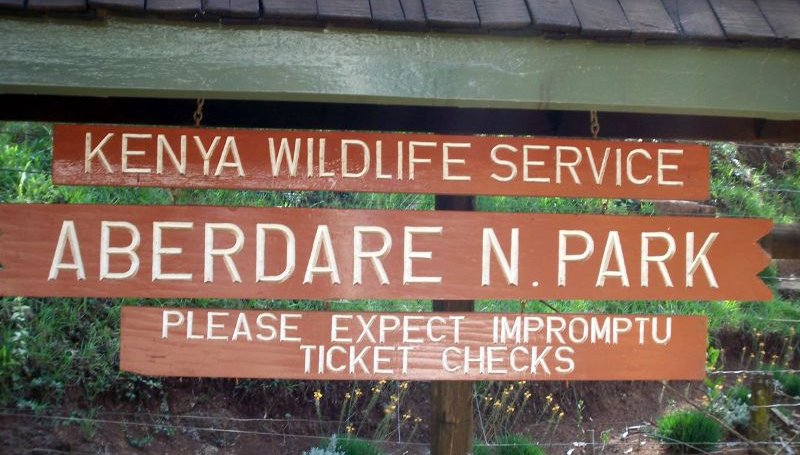 KENYA WILDLIFE SERVICE
ABERDARE N. PARK
PLEASE EXPECT IMPROMPTU
TICKET CHECKS